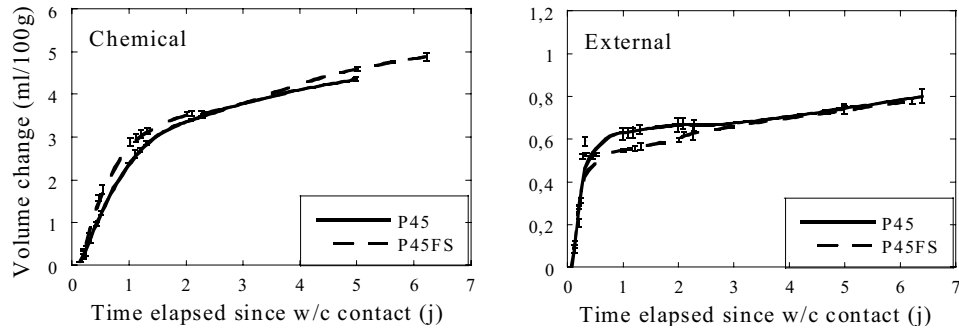 Volume change (ml/100g)
6
5
4
3
2
1
0
Chemical
P45
P45FS
0 1 2 3 4 5 6 7
Time elapsed since w/c contact (j)
1,2
1
0,8
0,6
0,4
0,2
0
External
P45
P45FS
0 1 2 3 4 5 6 7
Time elapsed since w/c contact (j)